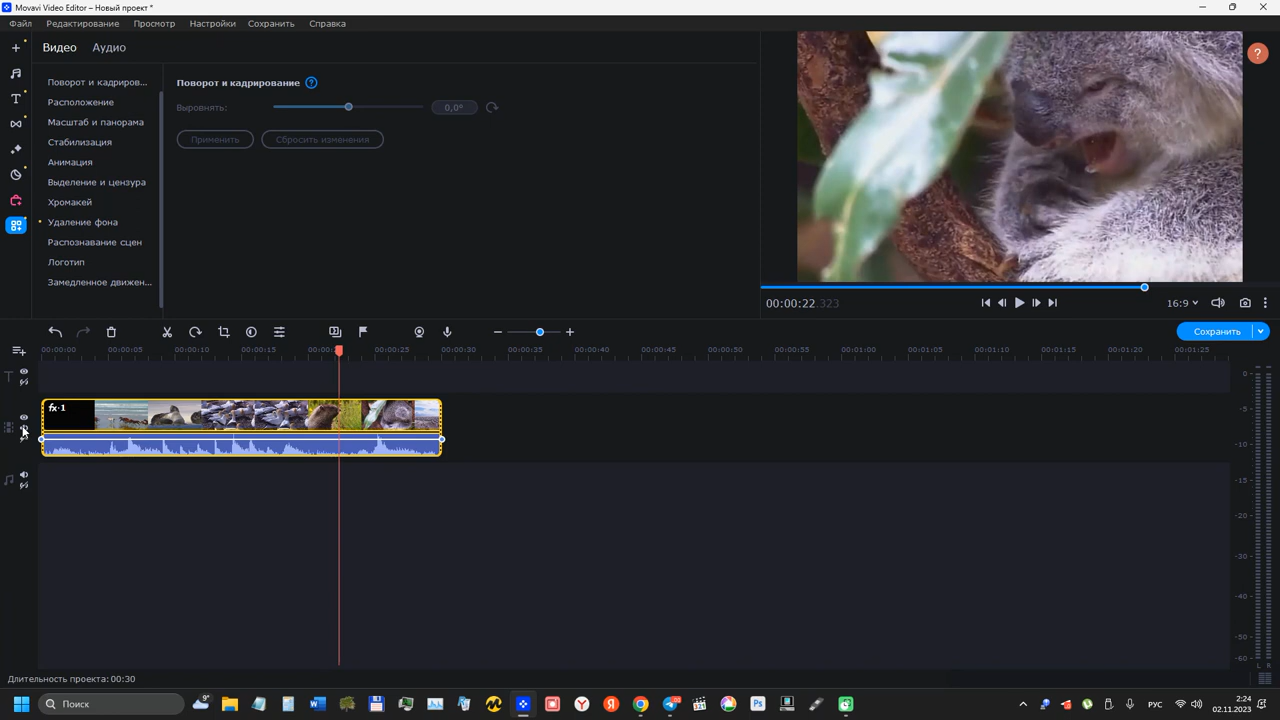 Movavi Video Editor – Новый проект *
Файл Редактирование Просмотр Настройки Сохранить Справка
Видео Аудио
Поворот и кадриров...
Расположение
Масштаб и панорама
Стабилизация
Анимация
Выделение и цензура
Хромакей
Удаление фона
Распознавание сцен
Логотип
Замедленное движен...
Поворот и кадрирование ?
Выровнять: 0,0°
Применить Сбросить изменения
?
00:00:22.323
16:9
Сохранить
00:00:00 00:00:05 00:00:10 00:00:15 00:00:25 00:00:30 00:00:35 00:00:40 00:00:45 00:00:50 00:00:55 00:01:00 00:01:05 00:01:10 00:01:15 00:01:20 00:01:25
fx·1
0
-5
-10
-15
-20
-30
-40
-50
-60
L R
Длительность проекта: 00:30
Поиск
9°
РУС
2:24
02.11.2023